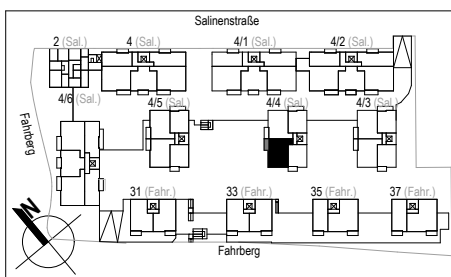 Salinenstraße
2 (Sal.) 4 (Sal.) 4/1 (Sal.) 4/2 (Sal.)
4/6 (Sal.) 4/5 (Sal.) 4/4 (Sal.) 4/3 (Sal.)
Fahrberg
31 (Fahr.) 33 (Fahr.) 35 (Fahr.) 37 (Fahr.)
N
Fahrberg